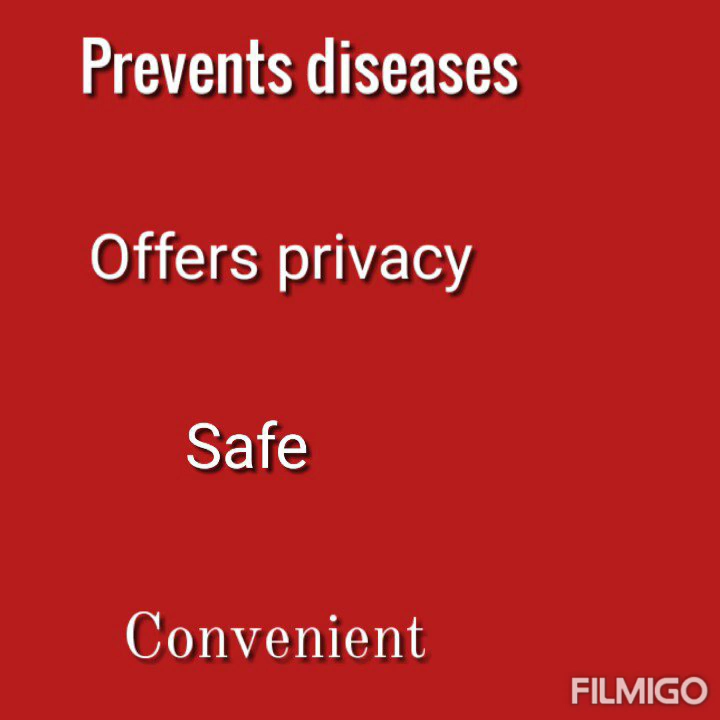 Prevents diseases
Offers privacy
Safe
Convenient
FILMIGO